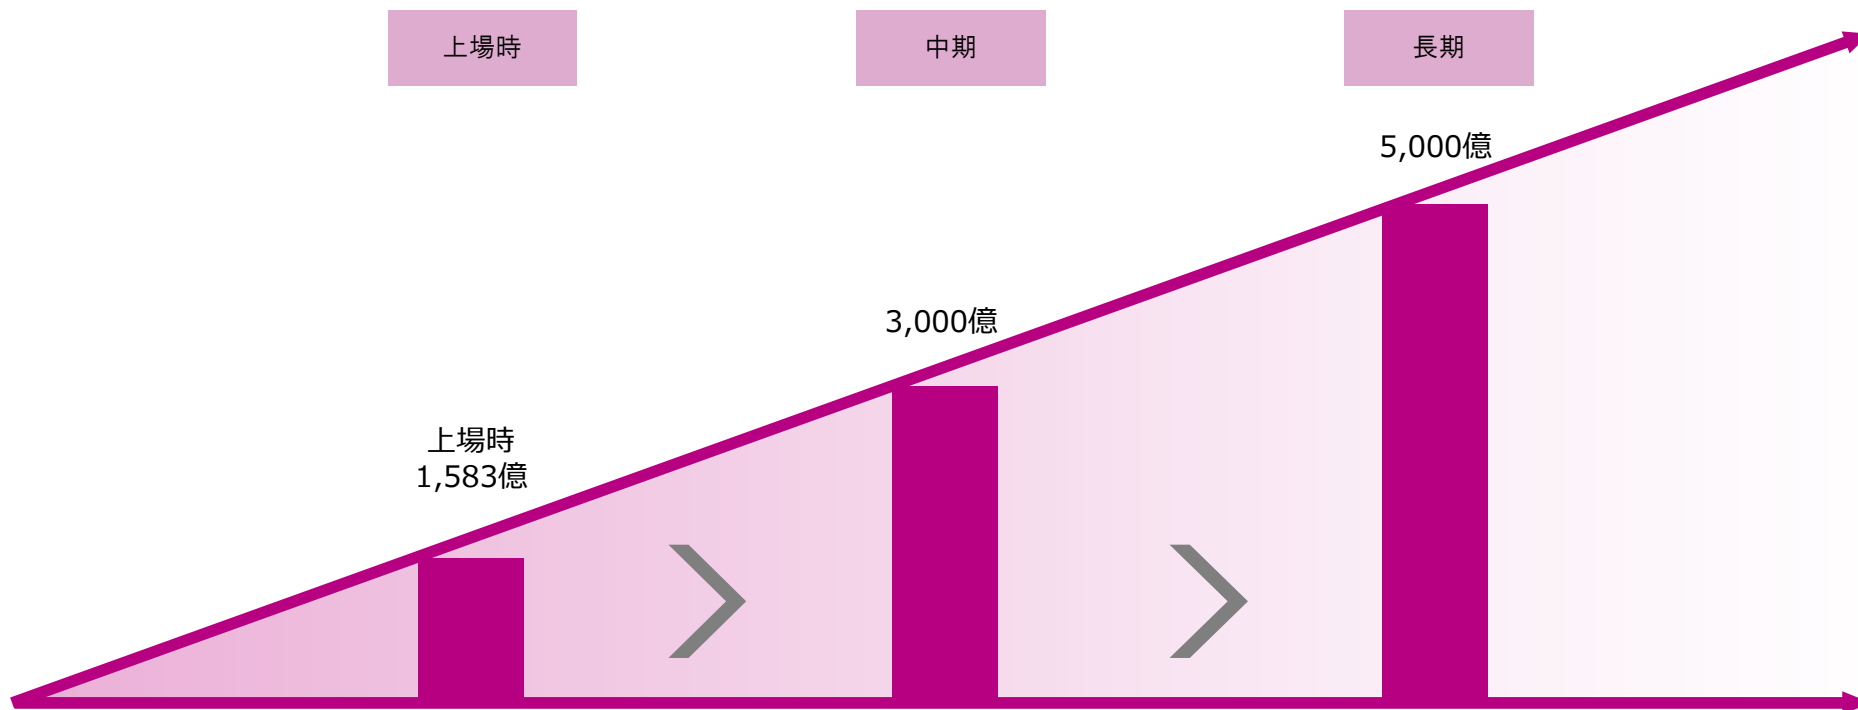 上場時
中期
長期
5,000億
3,000億
上場時
1,583億